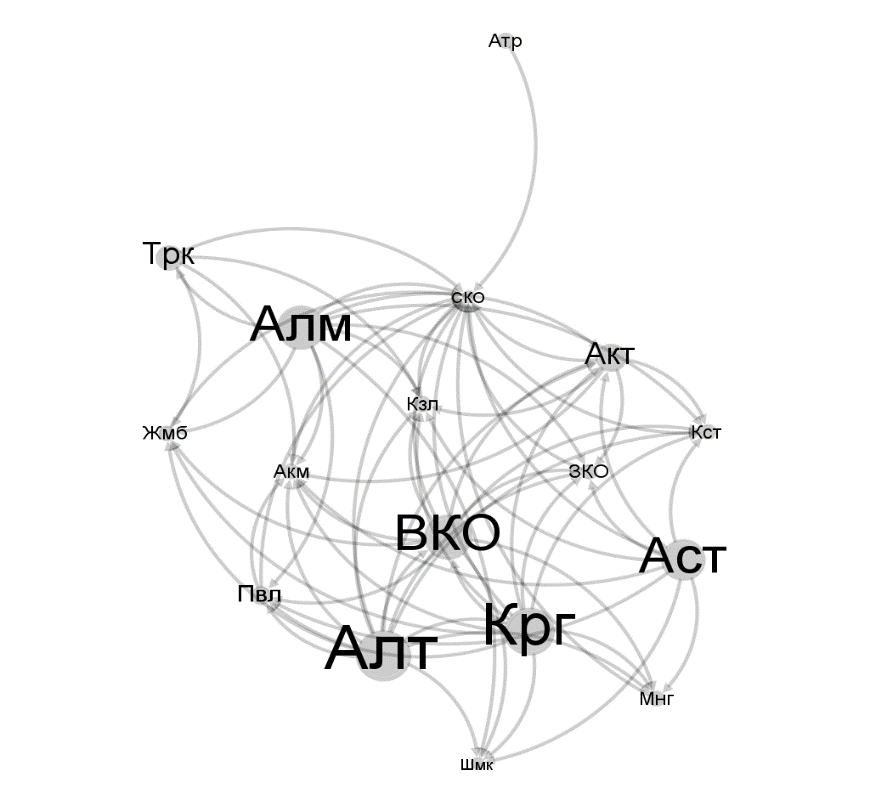 Атр
Трк
СКО
Алм
Акт
Кзл
Жмб
Кст
Акм
ЗКО
ВКО
Аст
Пвл
Крг
Алт
Мнг
Шмк